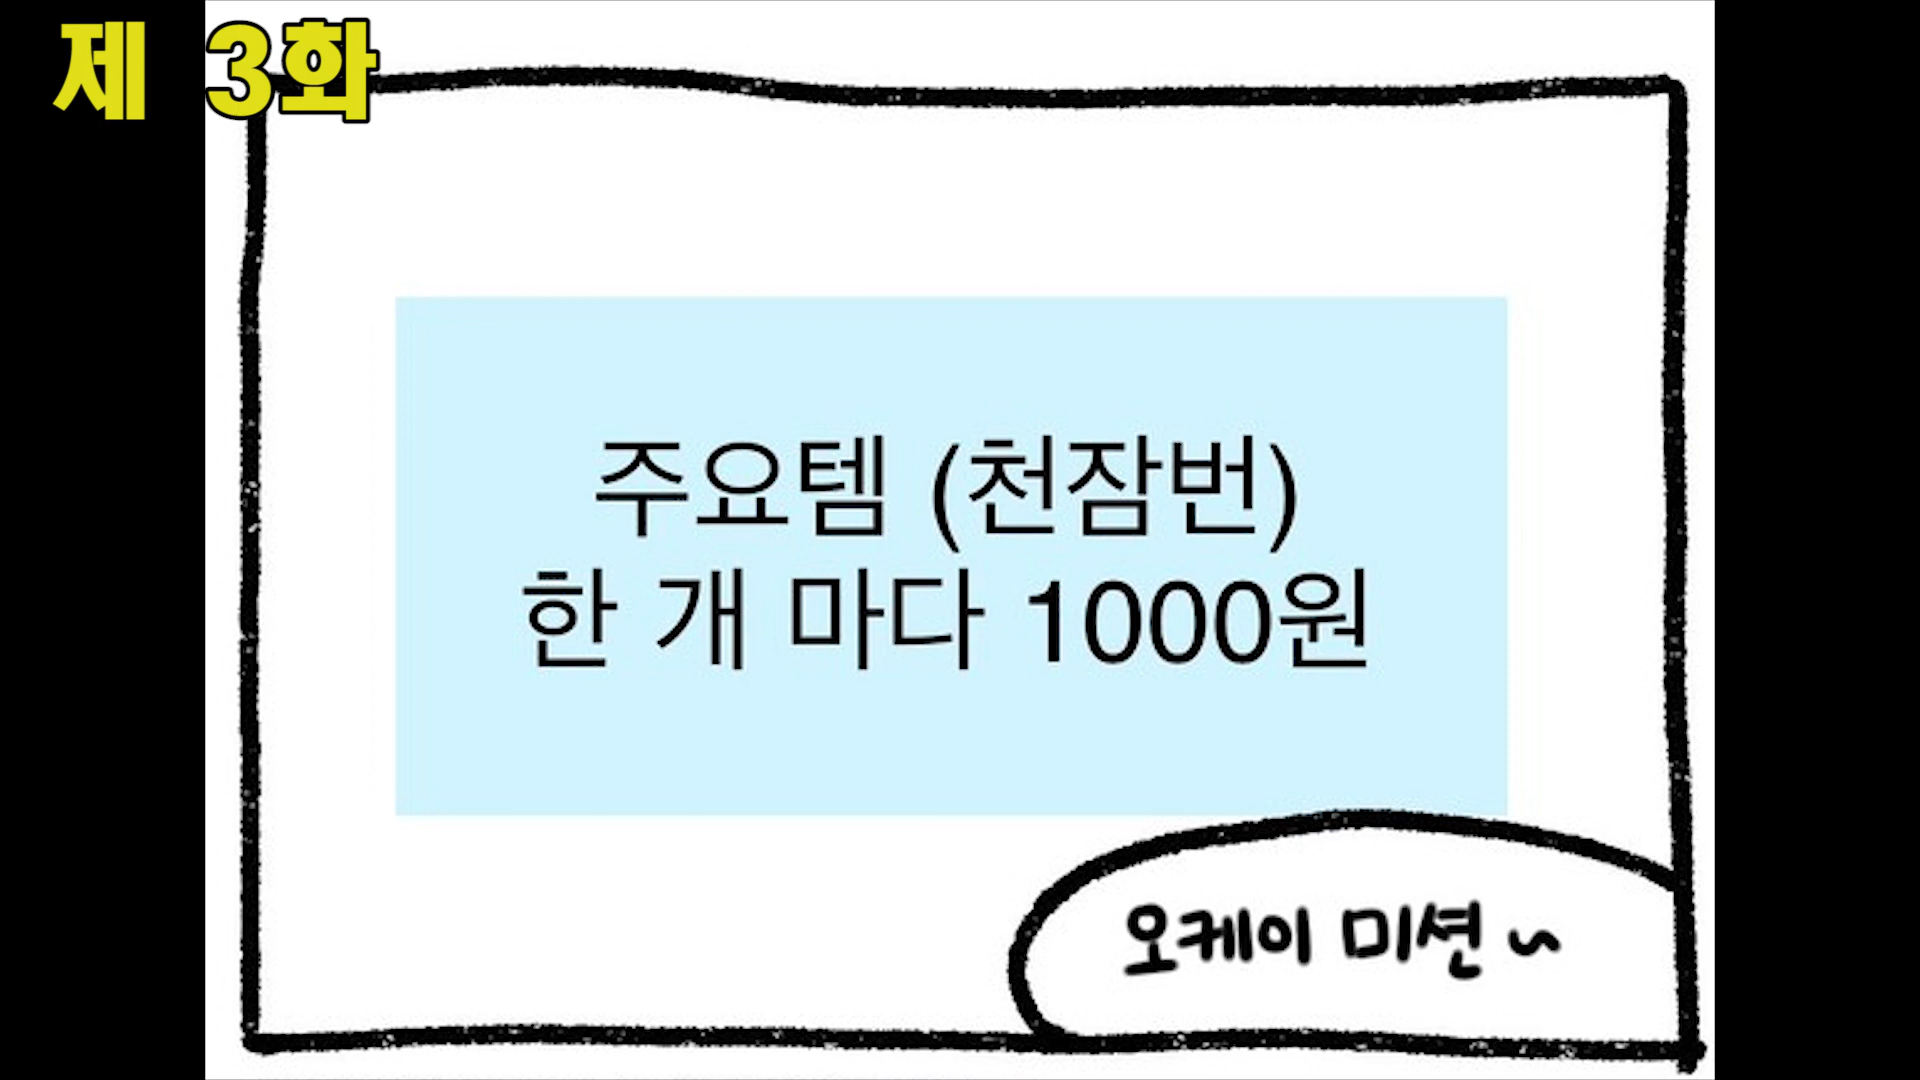 제 3화
주요템 (천잠번)
한 개 마다 1000원
오케이 미션~